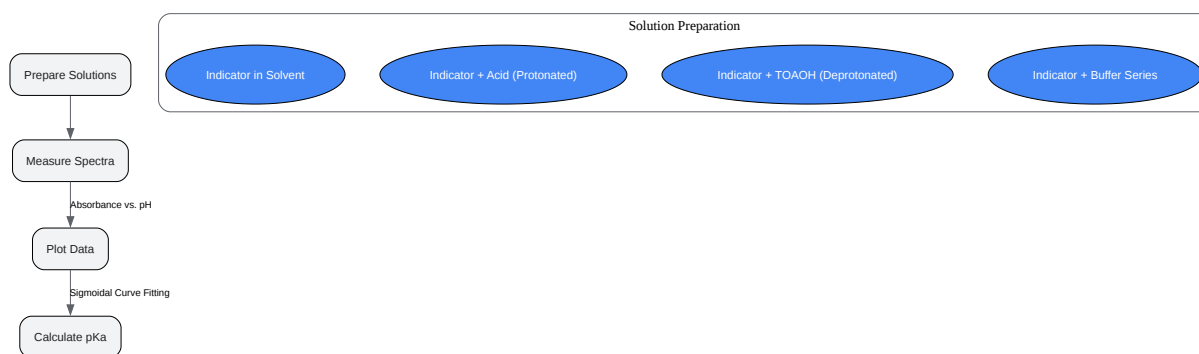 Solution Preparation
Prepare Solutions
Indicator in Solvent
Indicator + Acid (Protonated)
Indicator + TOAOH (Deprotonated)
Indicator + Buffer Series
Measure Spectra
Absorbance vs. pH
Plot Data
Sigmoidal Curve Fitting
Calculate pKa